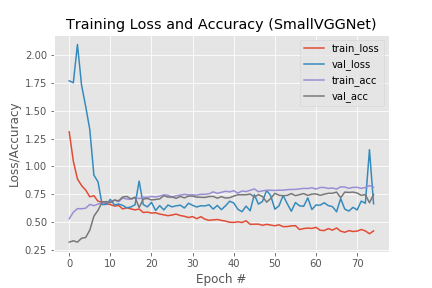 Training Loss and Accuracy (SmallVGGNet)
train_loss
val_loss
train_acc
val_acc
Loss/Accuracy
2.00
1.75
1.50
1.25
1.00
0.75
0.50
0.25
0 10 20 30 40 50 60 70
Epoch #